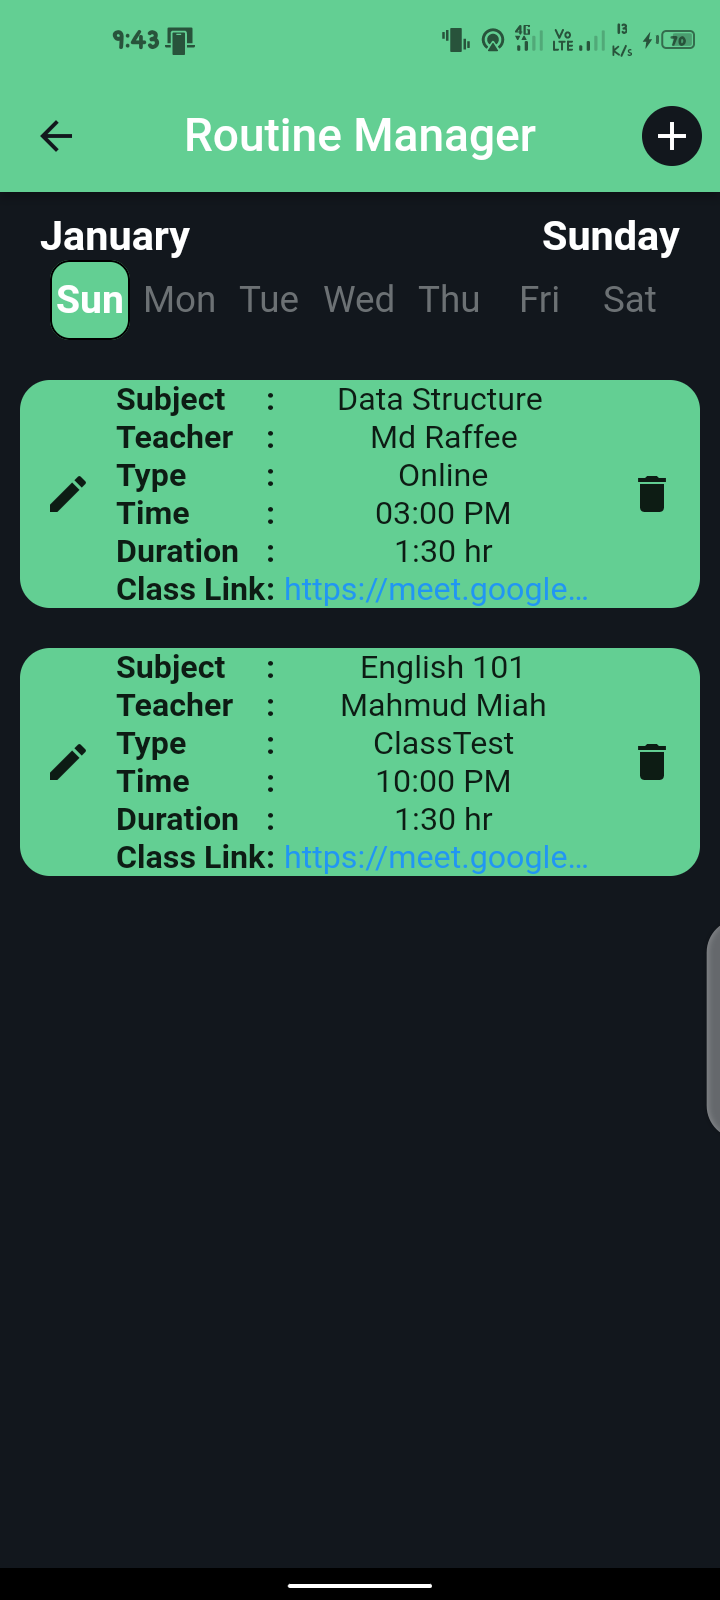 9:43 4G Vo LTE 13 K/s 70
Routine Manager
January Sunday
Sun Mon Tue Wed Thu Fri Sat
Subject : Data Structure
Teacher : Md Raffee
Type : Online
Time : 03:00 PM
Duration : 1:30 hr
Class Link: https://meet.google...
Subject : English 101
Teacher : Mahmud Miah
Type : ClassTest
Time : 10:00 PM
Duration : 1:30 hr
Class Link: https://meet.google...